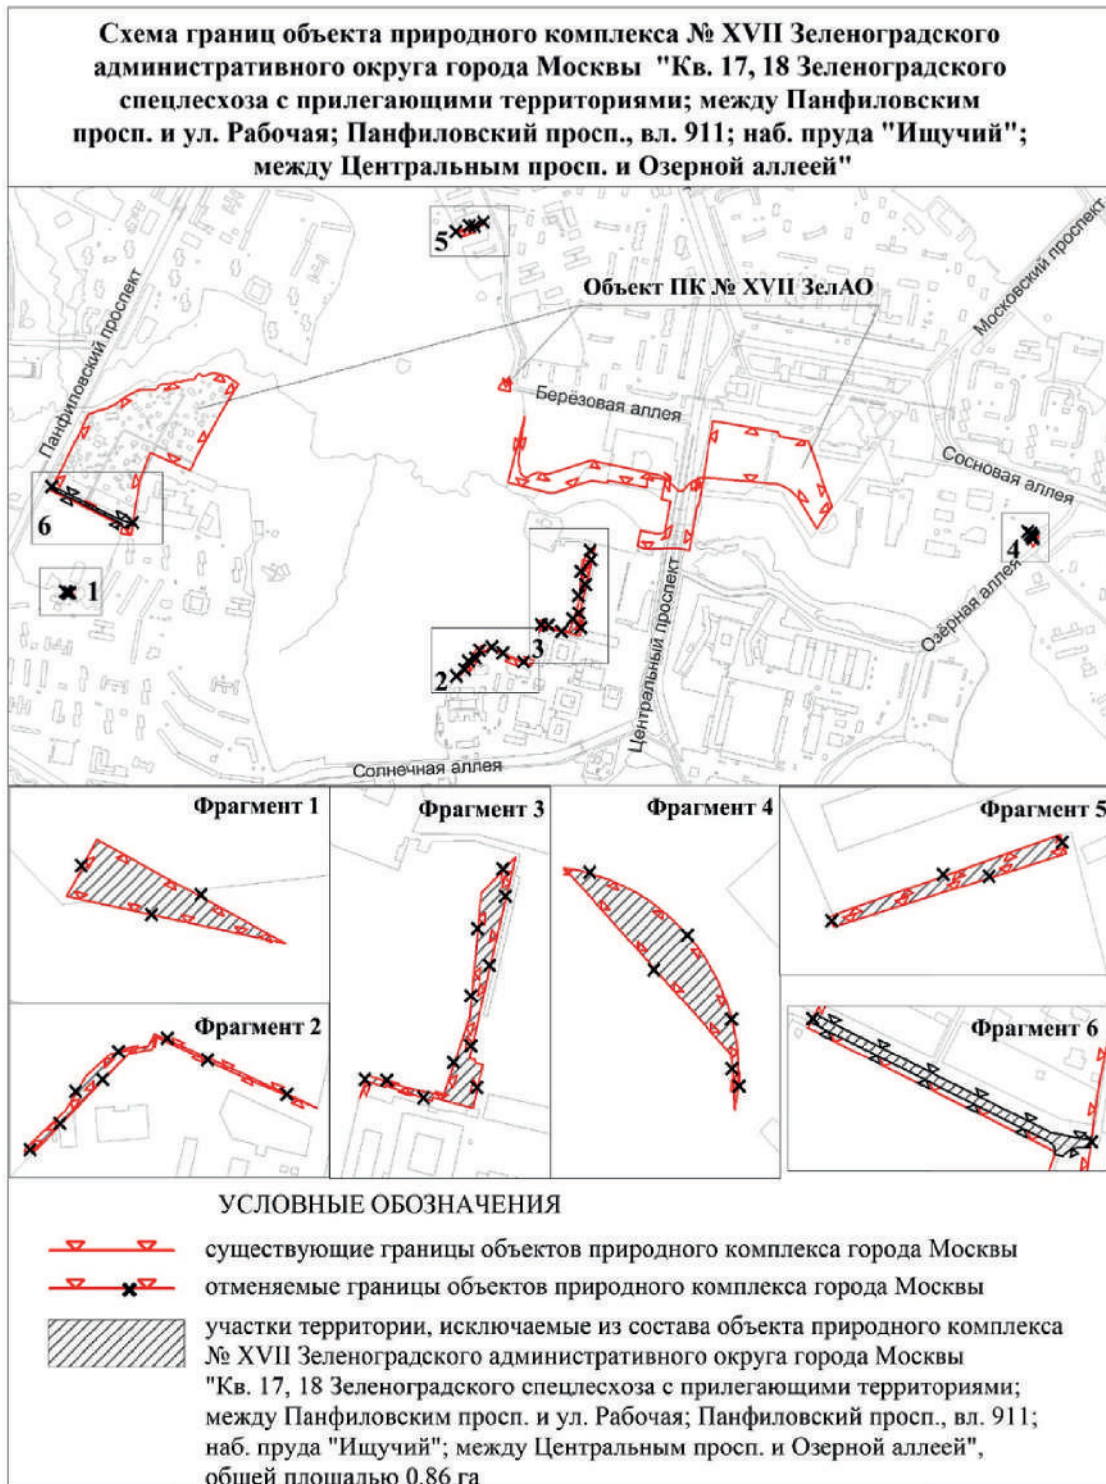 Схема границ объекта природного комплекса № XVII Зеленоградского
административного округа города Москвы "Кв. 17, 18 Зеленоградского
спецлесхоза с прилегающими территориями; между Панфиловским
просп. и ул. Рабочая; Панфиловский просп., вл. 911; наб. пруда "Ищучий";
между Центральным просп. и Озерной аллеей"
5
Московский проспект
Объект ПК № XVII ЗелАО
Панфиловский проспект
Берёзовая аллея
Сосновая аллея
6
4
1
3
2
Озёрная аллея
Центральный проспект
Солнечная аллея
Фрагмент 1
Фрагмент 3
Фрагмент 4
Фрагмент 5
Фрагмент 2
Фрагмент 6
УСЛОВНЫЕ ОБОЗНАЧЕНИЯ
существующие границы объектов природного комплекса города Москвы
отменяемые границы объектов природного комплекса города Москвы
участки территории, исключаемые из состава объекта природного комплекса
№ XVII Зеленоградского административного округа города Москвы
"Кв. 17, 18 Зеленоградского спецлесхоза с прилегающими территориями;
между Панфиловским просп. и ул. Рабочая; Панфиловский просп., вл. 911;
наб. пруда "Ищучий"; между Центральным просп. и Озерной аллеей",
общей площадью 0,86 га